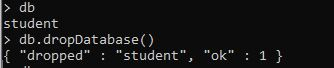 > db
student
> db.dropDatabase()
{ "dropped" : "student", "ok" : 1 }